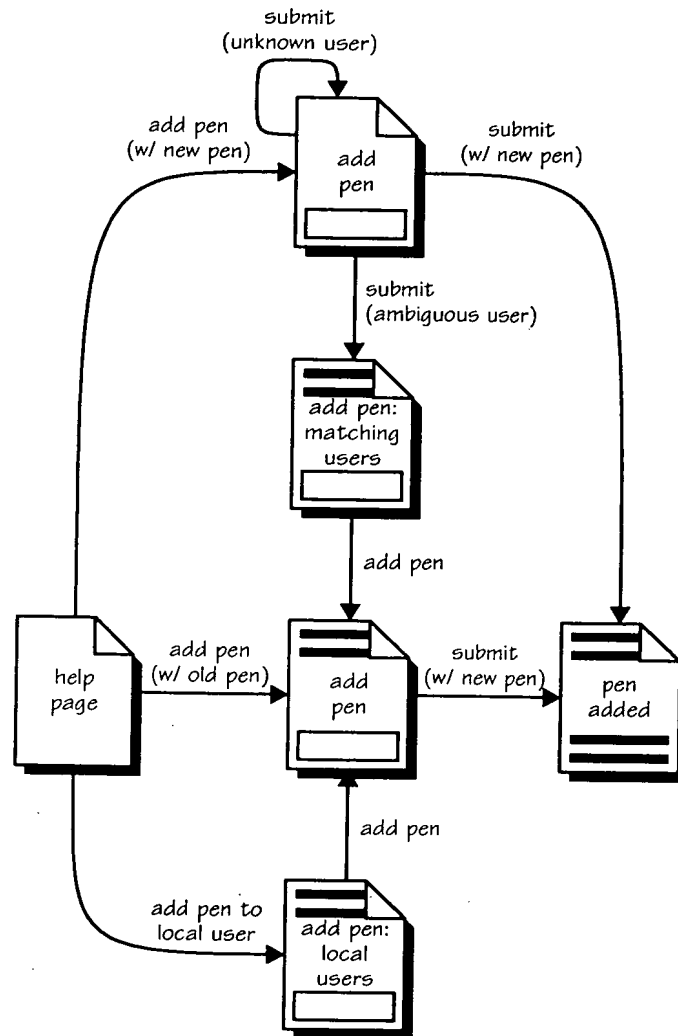 submit
(unknown user)
add pen
(w/ new pen)
add
pen
submit
(w/ new pen)
submit
(ambiguous user)
add pen:
matching
users
add pen
help
page
add pen
(w/ old pen)
add
pen
submit
(w/ new pen)
pen
added
add pen
add pen to
local user
add pen:
local
users